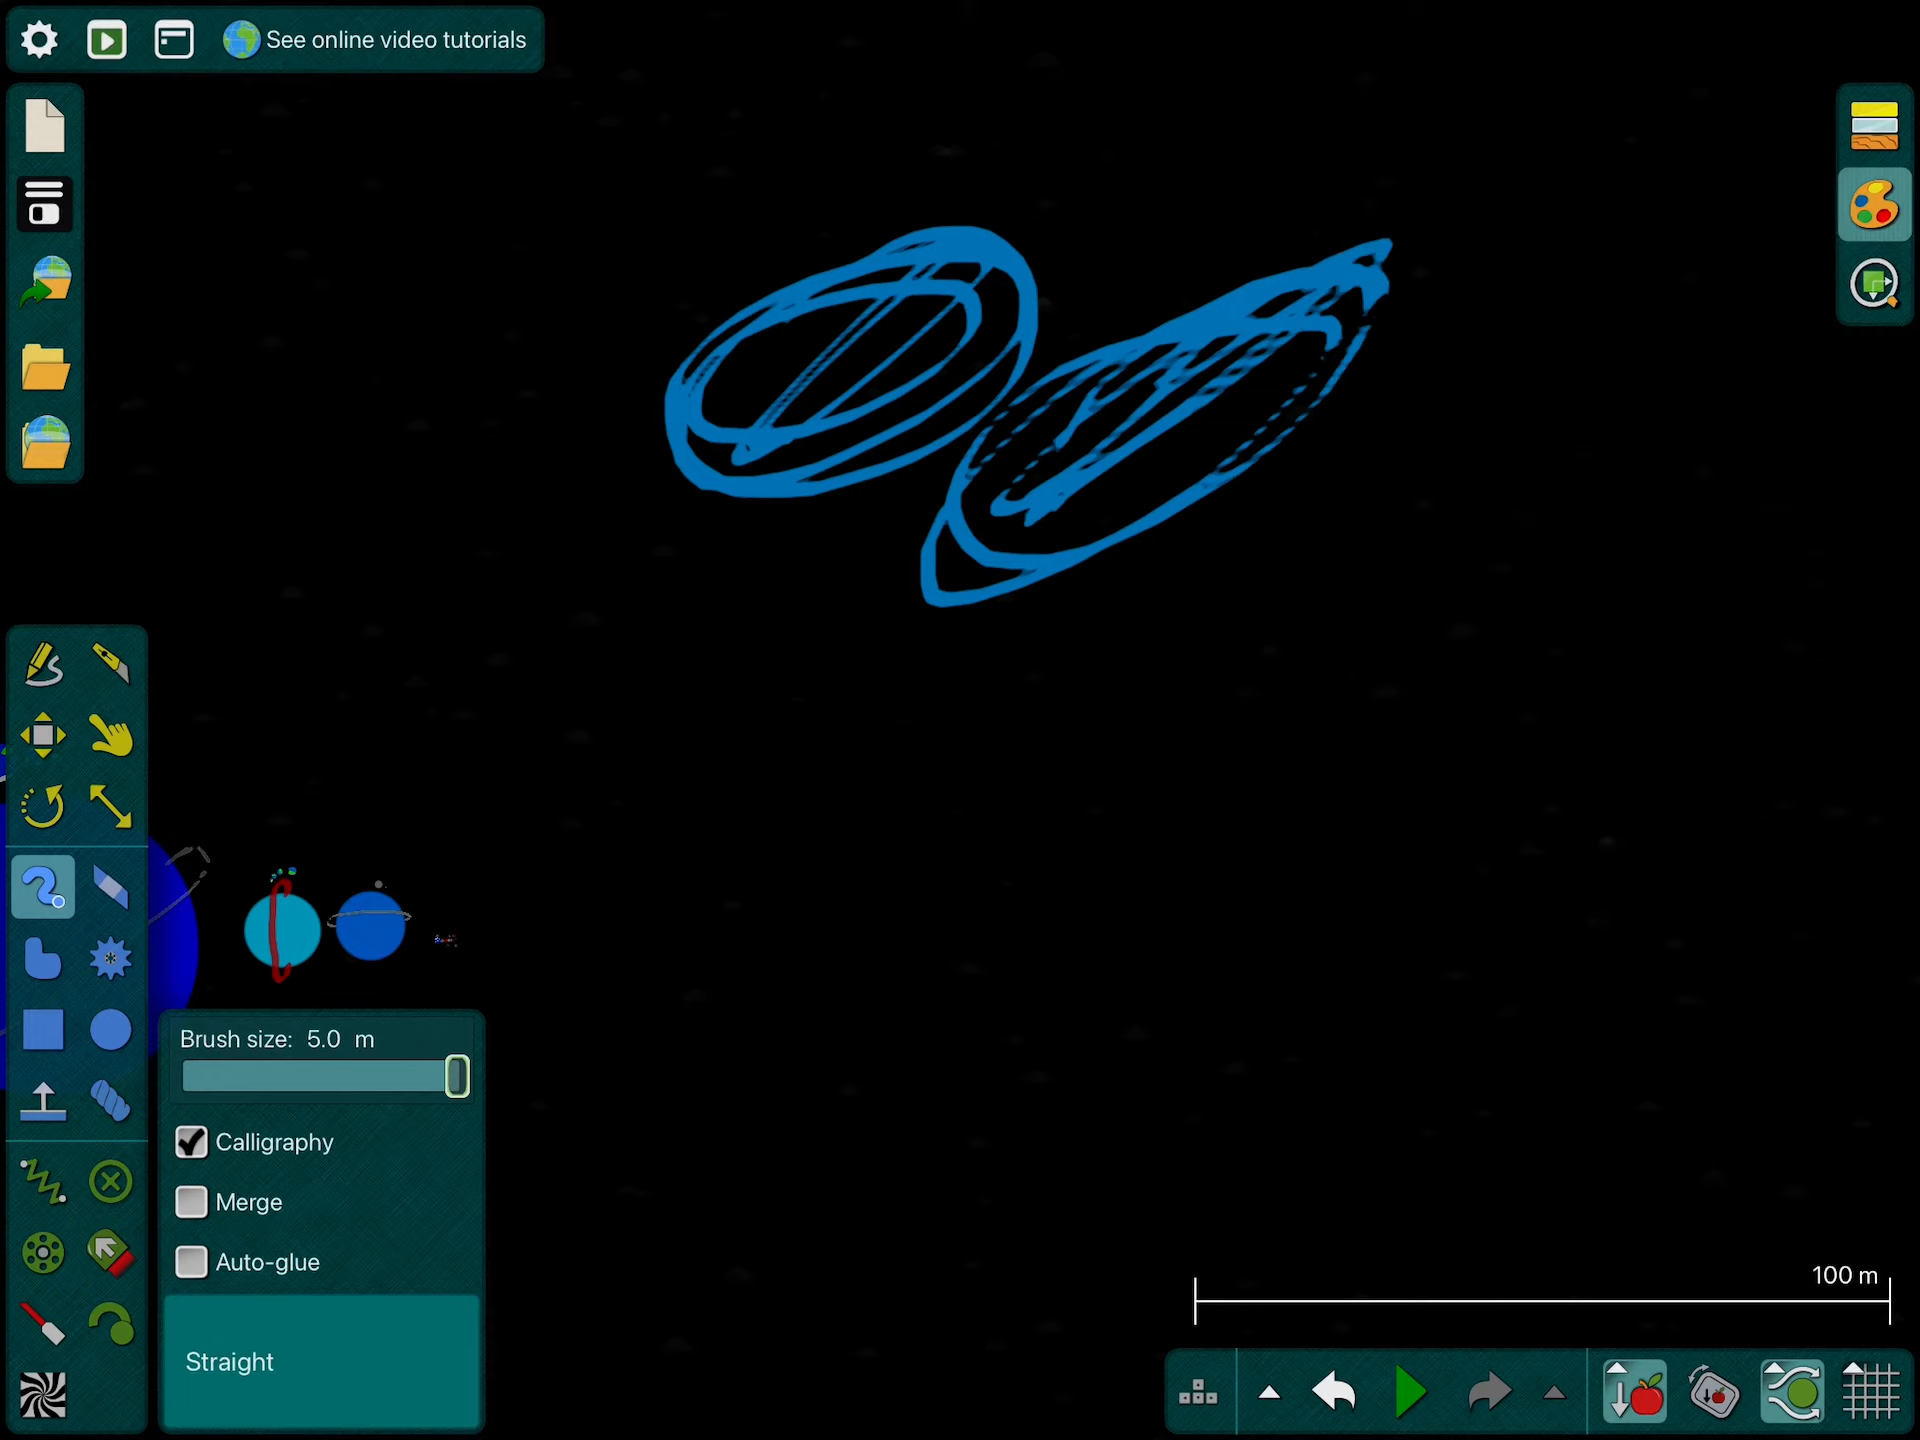 See online video tutorials
Brush size: 5.0 m
Calligraphy
Merge
Auto-glue
Straight
100 m